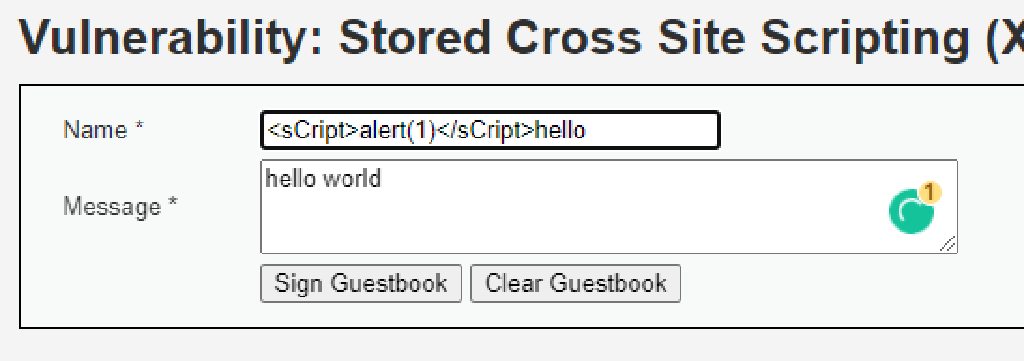 Vulnerability: Stored Cross Site Scripting (X
Name * <sCript>alert(1)</sCript>hello
Message * hello world
1
Sign Guestbook Clear Guestbook